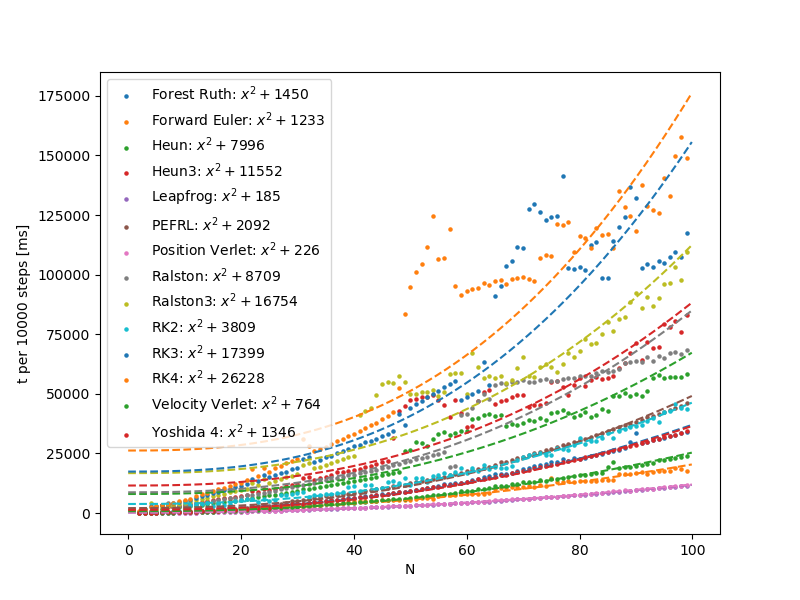 175000
150000
125000
100000
75000
50000
25000
0
t per 10000 steps [ms]
Forest Ruth: x² + 1450
Forward Euler: x² + 1233
Heun: x² + 7996
Heun3: x² + 11552
Leapfrog: x² + 185
PEFRL: x² + 2092
Position Verlet: x² + 226
Ralston: x² + 8709
Ralston3: x² + 16754
RK2: x² + 3809
RK3: x² + 17399
RK4: x² + 26228
Velocity Verlet: x² + 764
Yoshida 4: x² + 1346
0 20 40 60 80 100
N